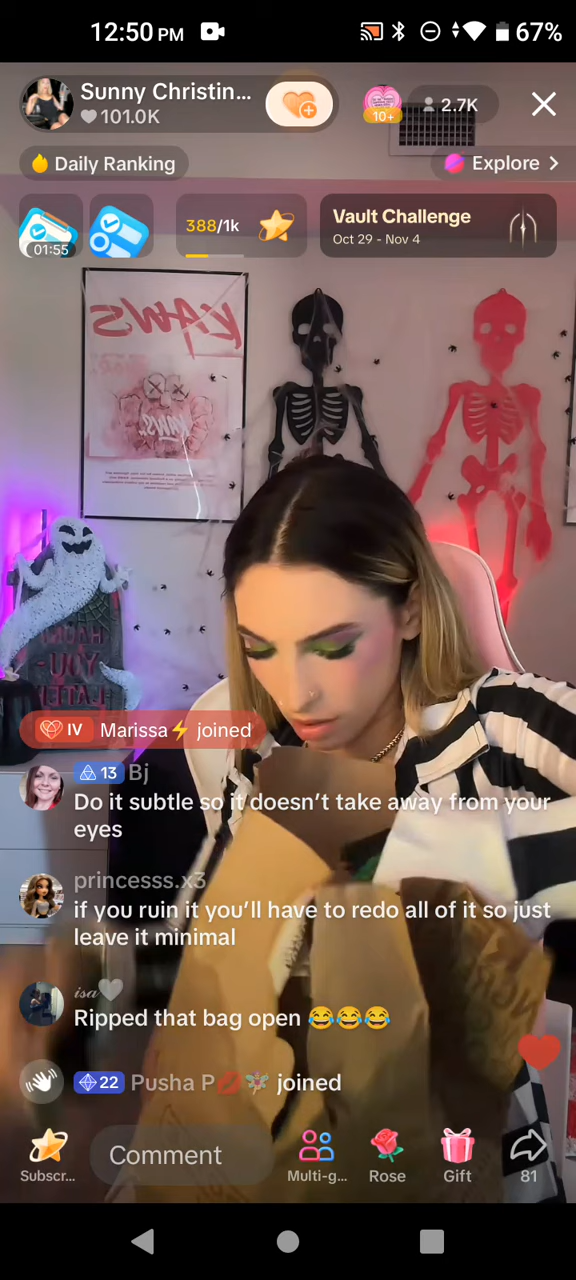 12:50 PM
67%
Sunny Christin...
101.0K
10+
2.7K
Daily Ranking
Explore >
01:55
388/1k
Vault Challenge
Oct 29 - Nov 4
KAWS
KAWS
IV Marissa⚡ joined
13 Bj
Do it subtle so it doesn't take away from your
eyes
princesss.x3
if you ruin it you'll have to redo all of it so just
leave it minimal
𝓲𝓼𝓪🤍
Ripped that bag open 😂😂😂
22 Pusha P💋🧚 joined
Subscr...
Comment
Multi-g...
Rose
Gift
81